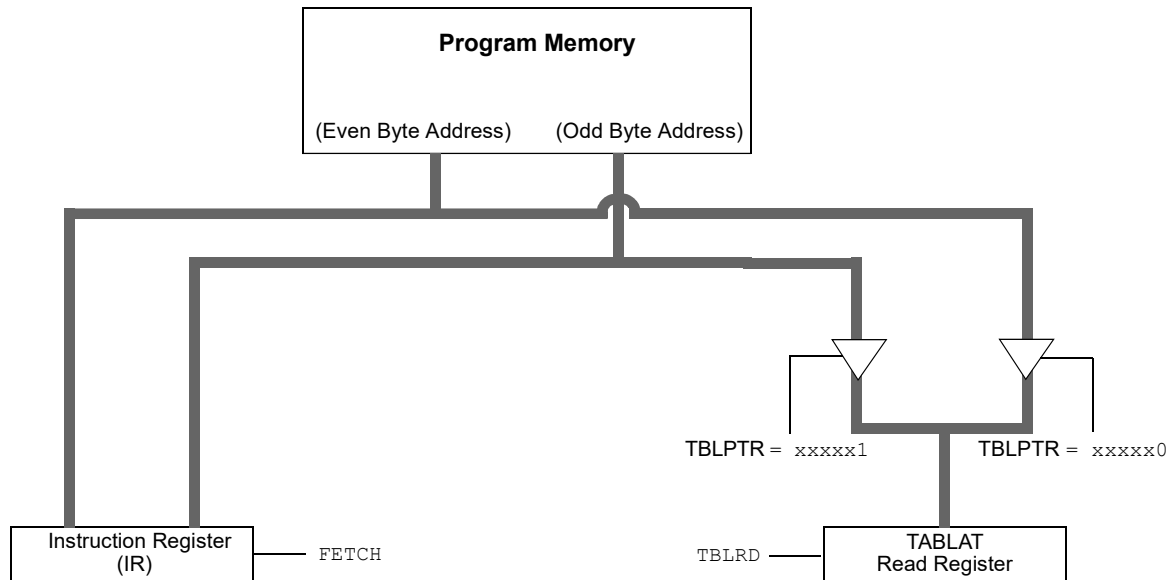 Program Memory
(Even Byte Address) (Odd Byte Address)
TBLPTR = xxxxx1
TBLPTR = xxxxx0
Instruction Register
(IR)
FETCH
TBLRD
TABLAT
Read Register